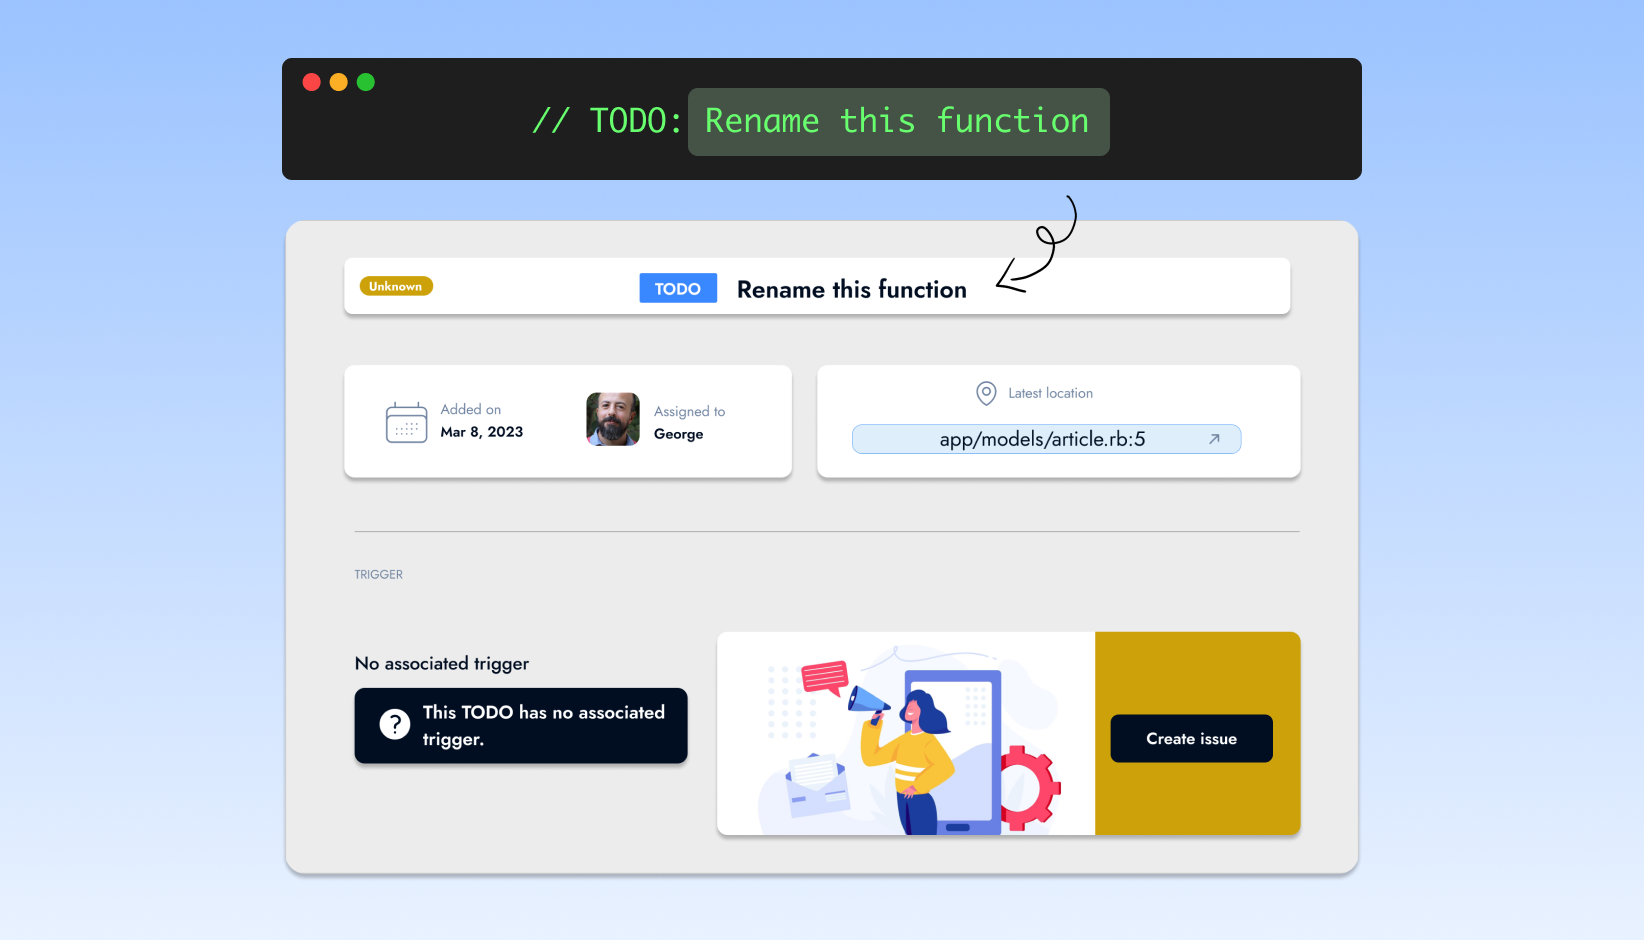 // TODO: Rename this function
Unknown
TODO Rename this function
Added on
Mar 8, 2023
Assigned to
George
Latest location
app/models/article.rb:5
TRIGGER
No associated trigger
? This TODO has no associated
trigger.
Create issue